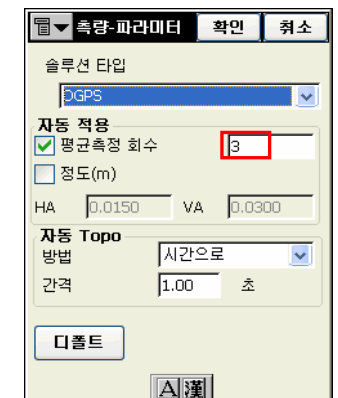 측량-파라미터 확인 취소
솔루션 타입
DGPS
자동 적용
평균측정 회수 3
정도(m)
HA 0.0150 VA 0.0300
자동 Topo
방법 시간으로
간격 1.00 초
디폴트
A 漢